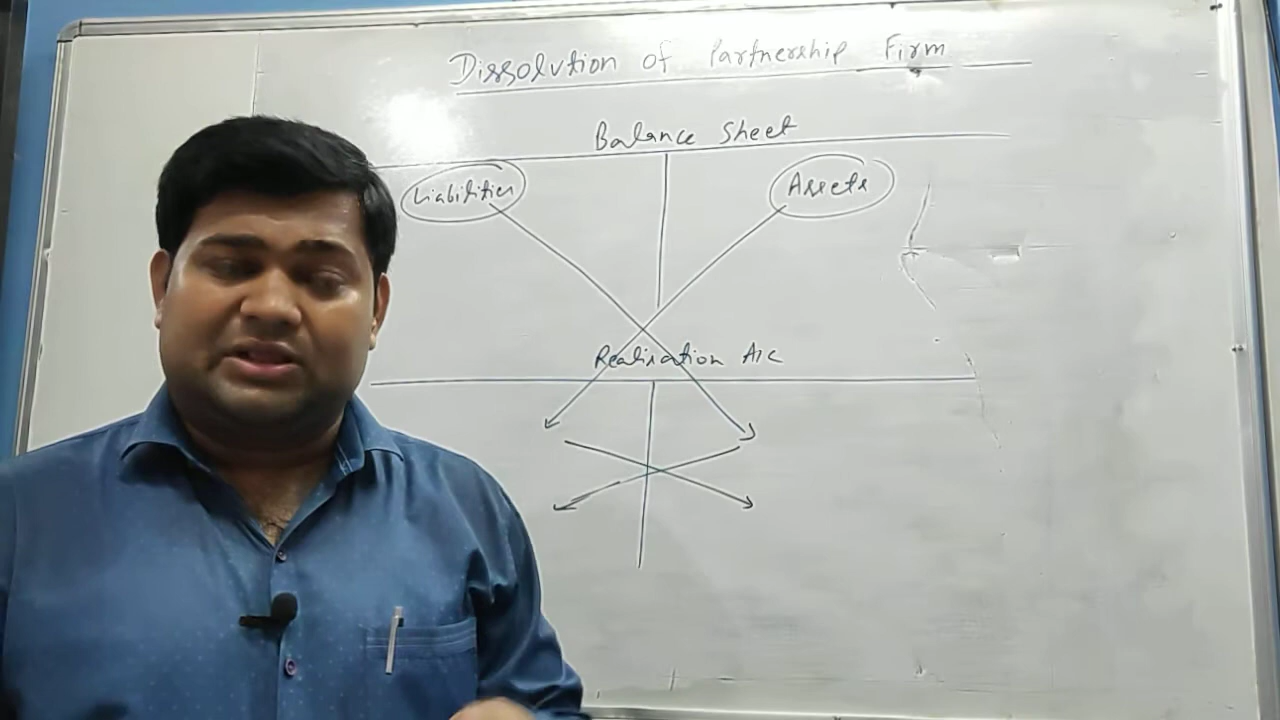 Dissolution of Partnership Firm
Balance Sheet
Liabilities
Assets
Realisation A/c